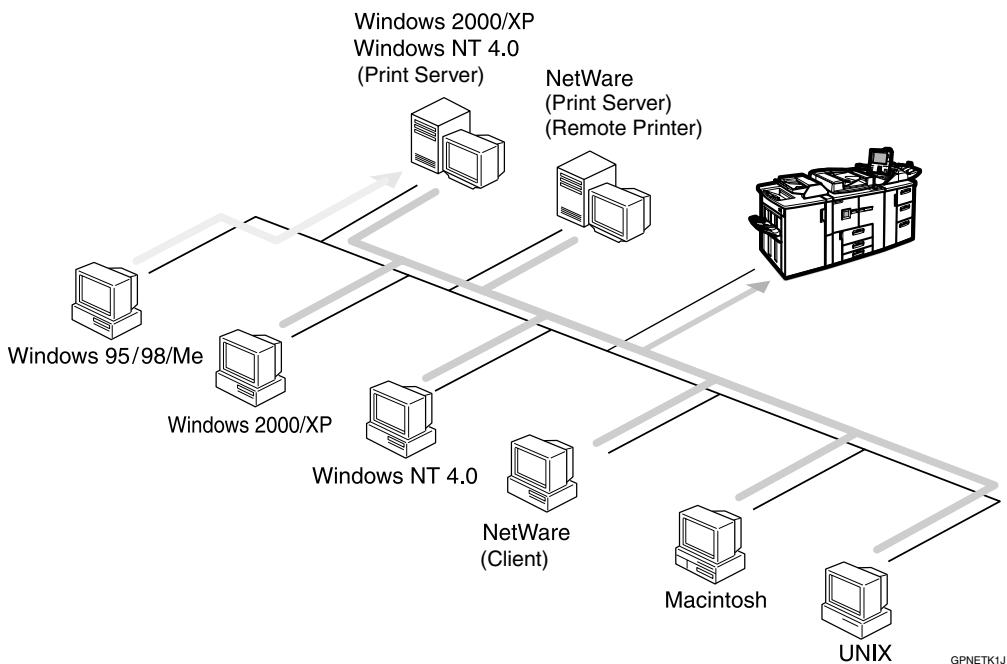 Windows 2000/XP
Windows NT 4.0
(Print Server)
NetWare
(Print Server)
(Remote Printer)
Windows 95/98/Me
Windows 2000/XP
Windows NT 4.0
NetWare
(Client)
Macintosh
UNIX
GPNETK1J